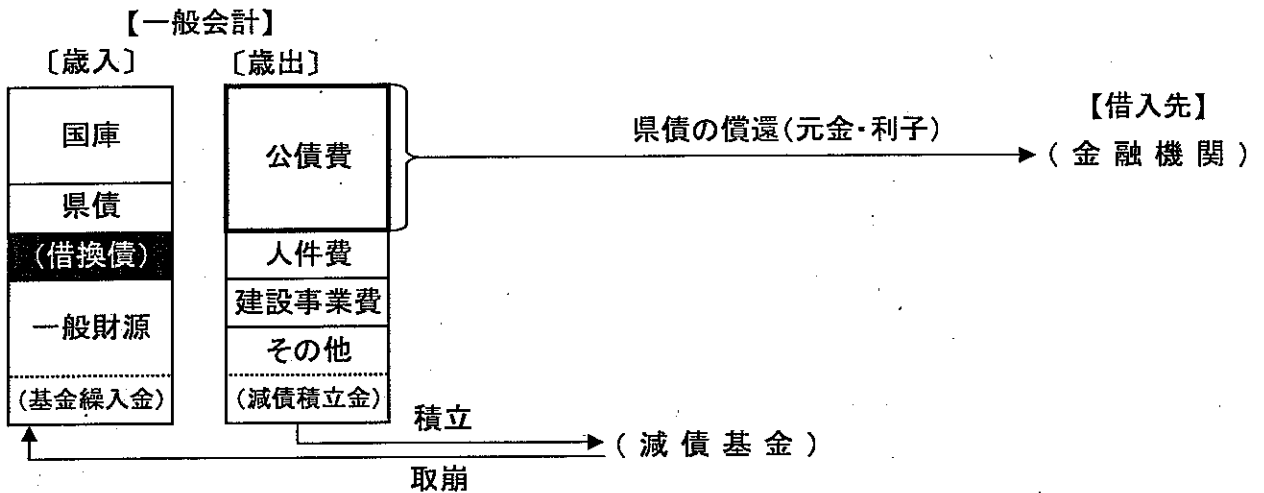 【一般会計】
〔歳入〕
〔歳出〕
国庫
県債
(借換債)
一般財源
(基金繰入金)
公債費
人件費
建設事業費
その他
(減債積立金)
県債の償還(元金・利子)
【借入先】
(金融機関)
積立
(減債基金)
取崩